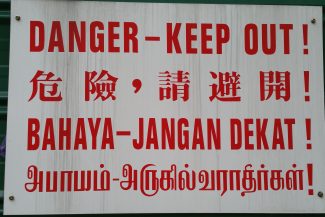 DANGER – KEEP OUT !
危險，請避開！
BAHAYA–JANGAN DEKAT !
அபாயம்-அருகில்வராதீர்கள்!